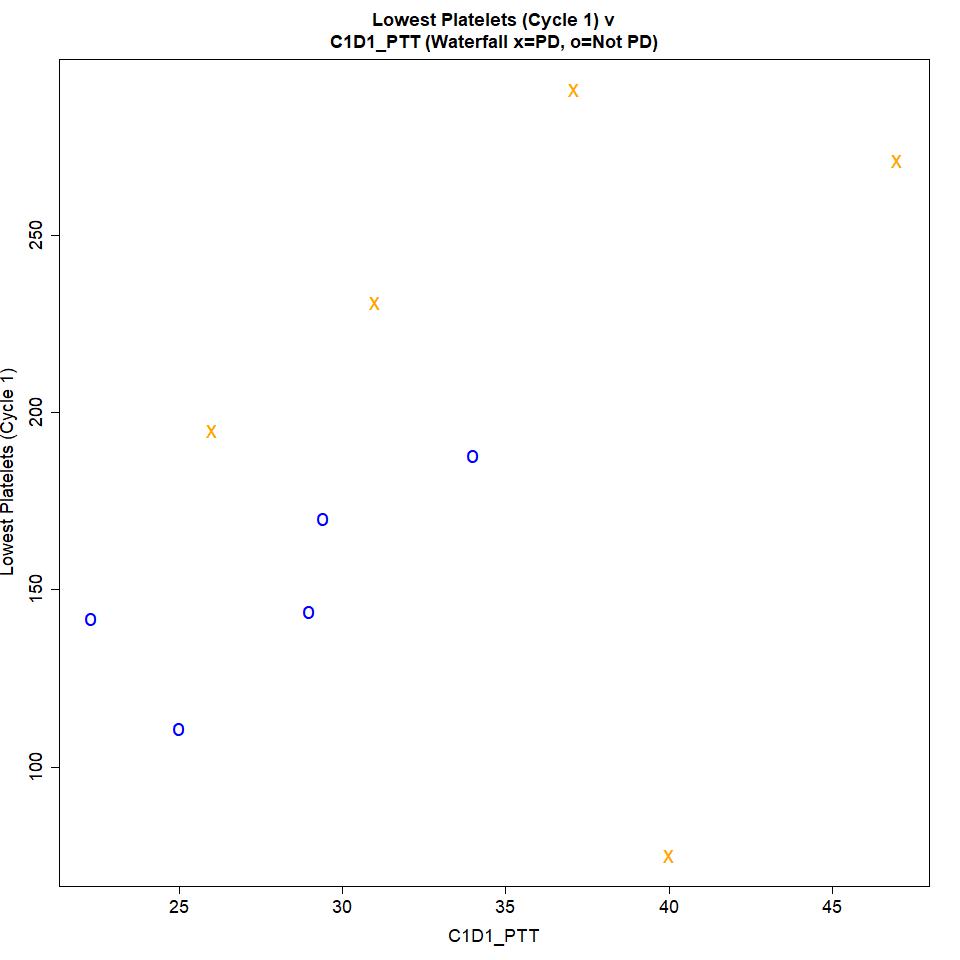 Lowest Platelets (Cycle 1) v
C1D1_PTT (Waterfall x=PD, o=Not PD)
Lowest Platelets (Cycle 1)
250
200
150
100
X
X
X
X
O
O
O
O
O
X
25
30
35
40
45
C1D1_PTT